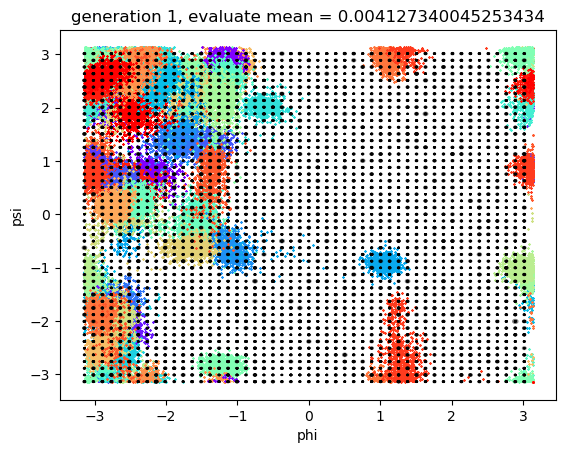 generation 1, evaluate mean = 0.004127340045253434
psi
3
2
1
0
−1
−2
−3
−3 −2 −1 0 1 2 3
phi